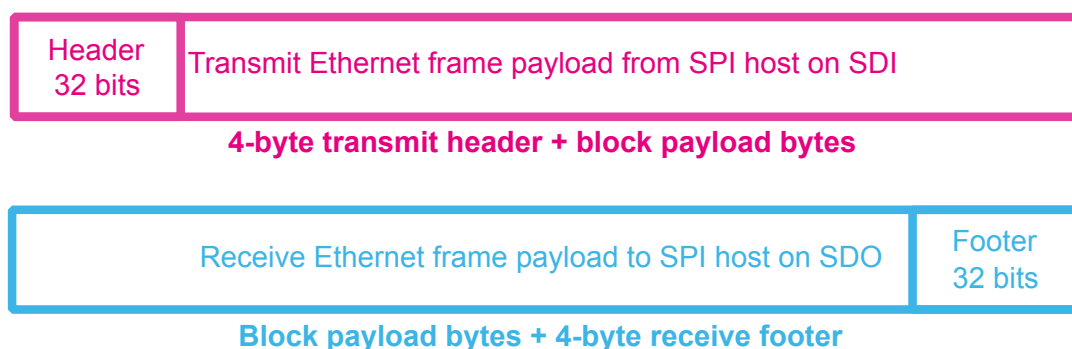 Header
32 bits
Transmit Ethernet frame payload from SPI host on SDI
4-byte transmit header + block payload bytes
Receive Ethernet frame payload to SPI host on SDO
Footer
32 bits
Block payload bytes + 4-byte receive footer